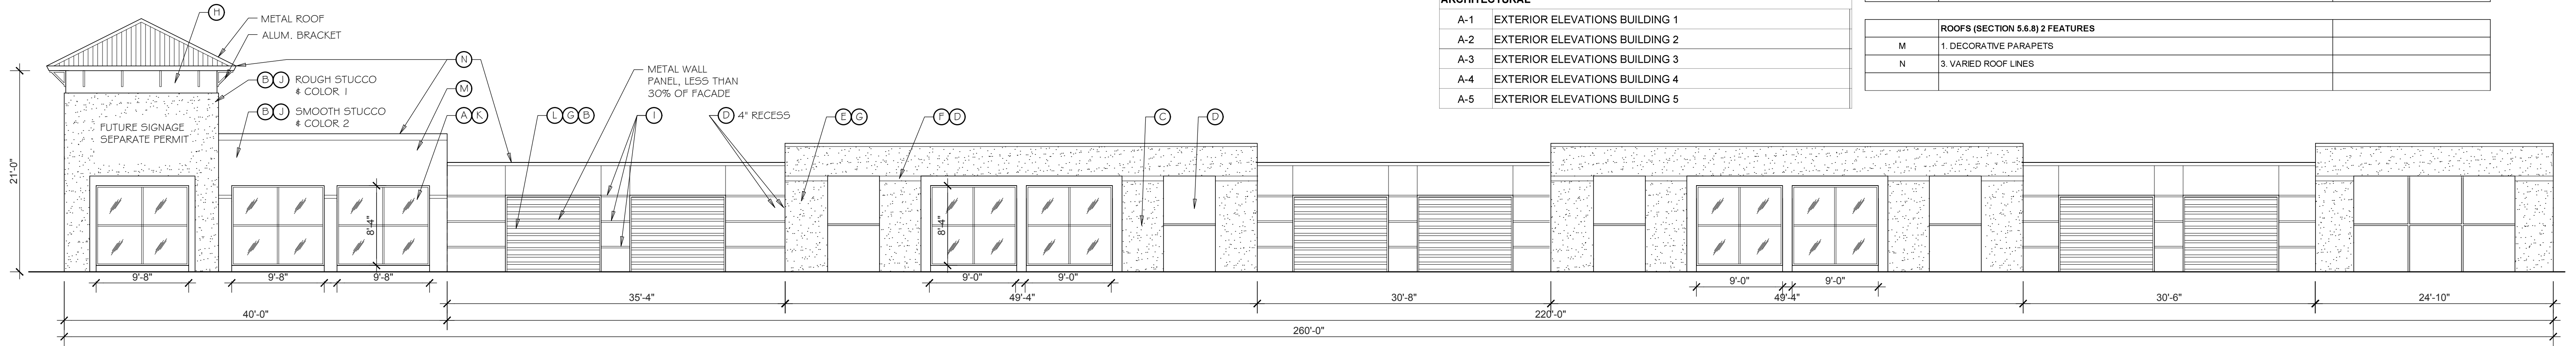 ARCHITECTURAL
A-1 EXTERIOR ELEVATIONS BUILDING 1
A-2 EXTERIOR ELEVATIONS BUILDING 2
A-3 EXTERIOR ELEVATIONS BUILDING 3
A-4 EXTERIOR ELEVATIONS BUILDING 4
A-5 EXTERIOR ELEVATIONS BUILDING 5
ROOFS (SECTION 5.6.8) 2 FEATURES
M 1. DECORATIVE PARAPETS
N 3. VARIED ROOF LINES
H
METAL ROOF
ALUM. BRACKET
N
B J ROUGH STUCCO
& COLOR 1
M
B J SMOOTH STUCCO
& COLOR 2
A K
METAL WALL
PANEL, LESS THAN
30% OF FACADE
L G B
I
D 4" RECESS
E G
F D
C
D
FUTURE SIGNAGE
SEPARATE PERMIT
21'-0"
8'-4"
8'-4"
9'-8"
9'-8"
9'-8"
9'-0"
9'-0"
9'-0"
9'-0"
35'-4"
49'-4"
30'-8"
49'-4"
30'-6"
24'-10"
40'-0"
220'-0"
260'-0"